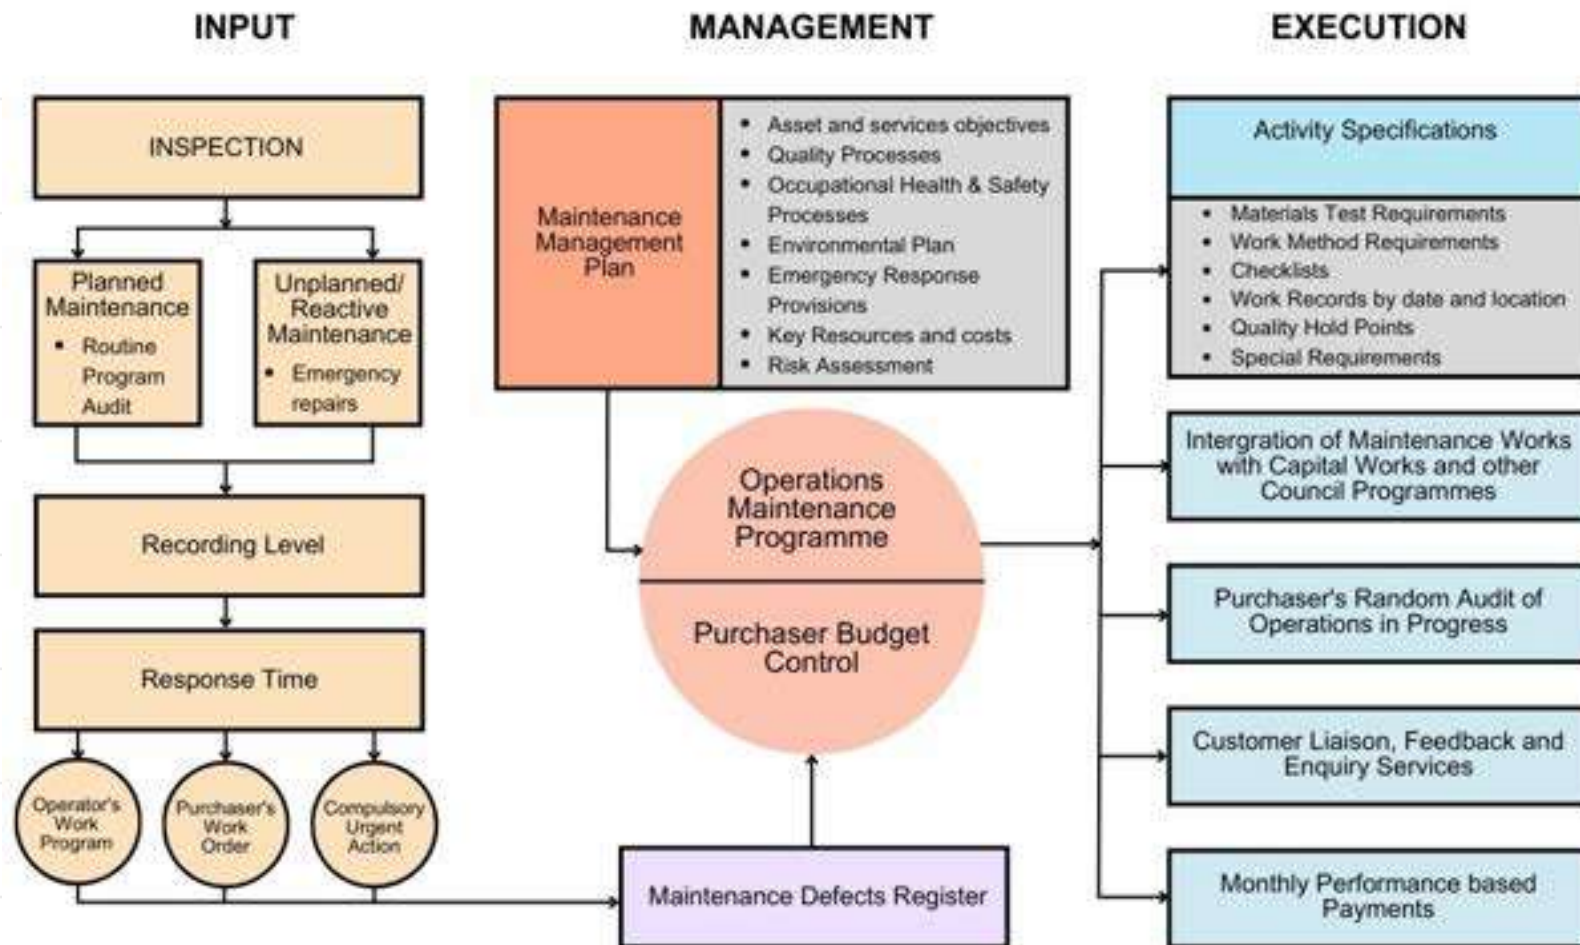 INPUT
MANAGEMENT
EXECUTION
INSPECTION
Planned
Maintenance
• Routine
Program
Audit
Unplanned/
Reactive
Maintenance
• Emergency
repairs
Recording Level
Response Time
Operator's
Work
Program
Purchaser's
Work
Order
Compulsory
Urgent
Action
Maintenance
Management
Plan
• Asset and services objectives
• Quality Processes
• Occupational Health & Safety
Processes
• Environmental Plan
• Emergency Response
Provisions
• Key Resources and costs
• Risk Assessment
Operations
Maintenance
Programme
Purchaser Budget
Control
Maintenance Defects Register
Activity Specifications
• Materials Test Requirements
• Work Method Requirements
• Checklists
• Work Records by date and location
• Quality Hold Points
• Special Requirements
Intergration of Maintenance Works
with Capital Works and other
Council Programmes
Purchaser's Random Audit of
Operations in Progress
Customer Liaison, Feedback and
Enquiry Services
Monthly Performance based
Payments